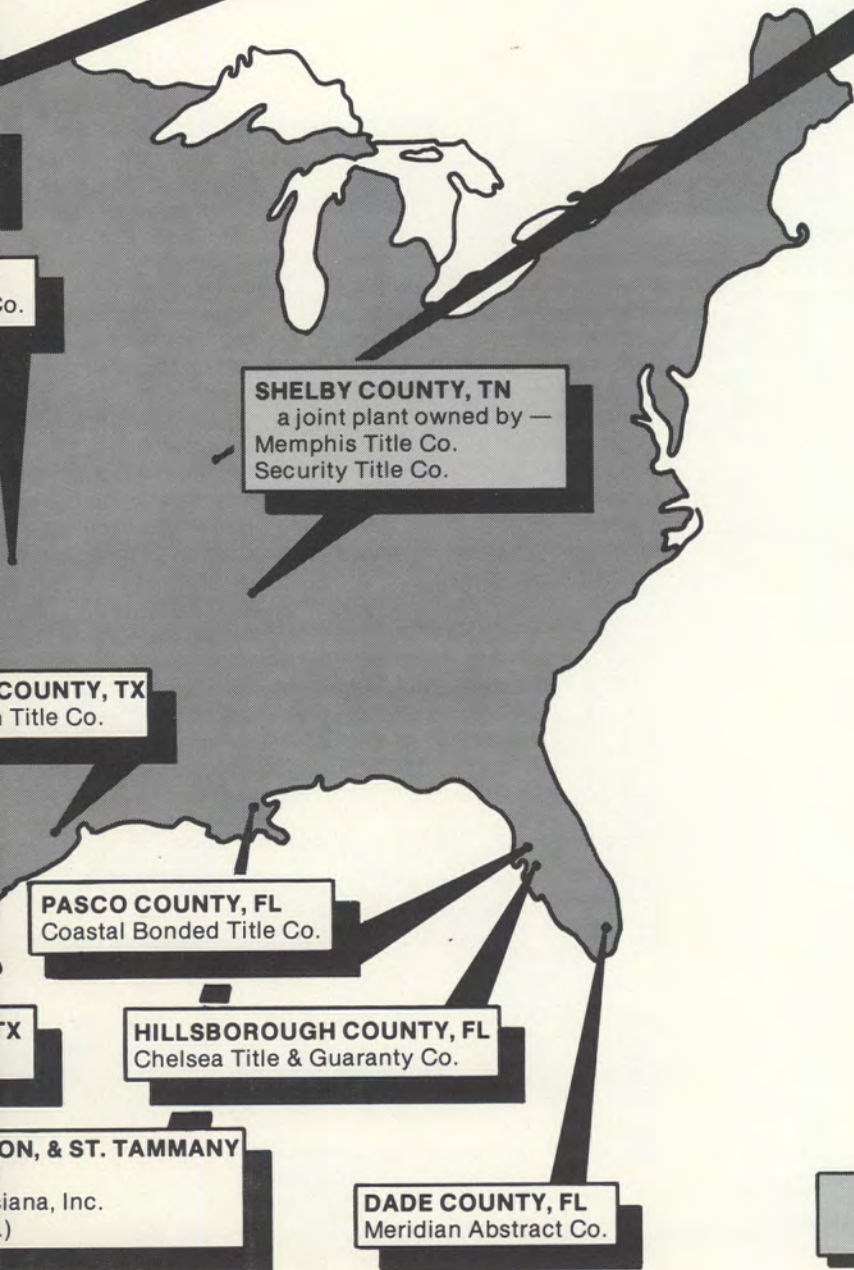 Co.
SHELBY COUNTY, TN
a joint plant owned by —
Memphis Title Co.
Security Title Co.
COUNTY, TX
Title Co.
PASCO COUNTY, FL
Coastal Bonded Title Co.
TX
HILLSBOROUGH COUNTY, FL
Chelsea Title & Guaranty Co.
ON, & ST. TAMMANY
siana, Inc.
.)
DADE COUNTY, FL
Meridian Abstract Co.